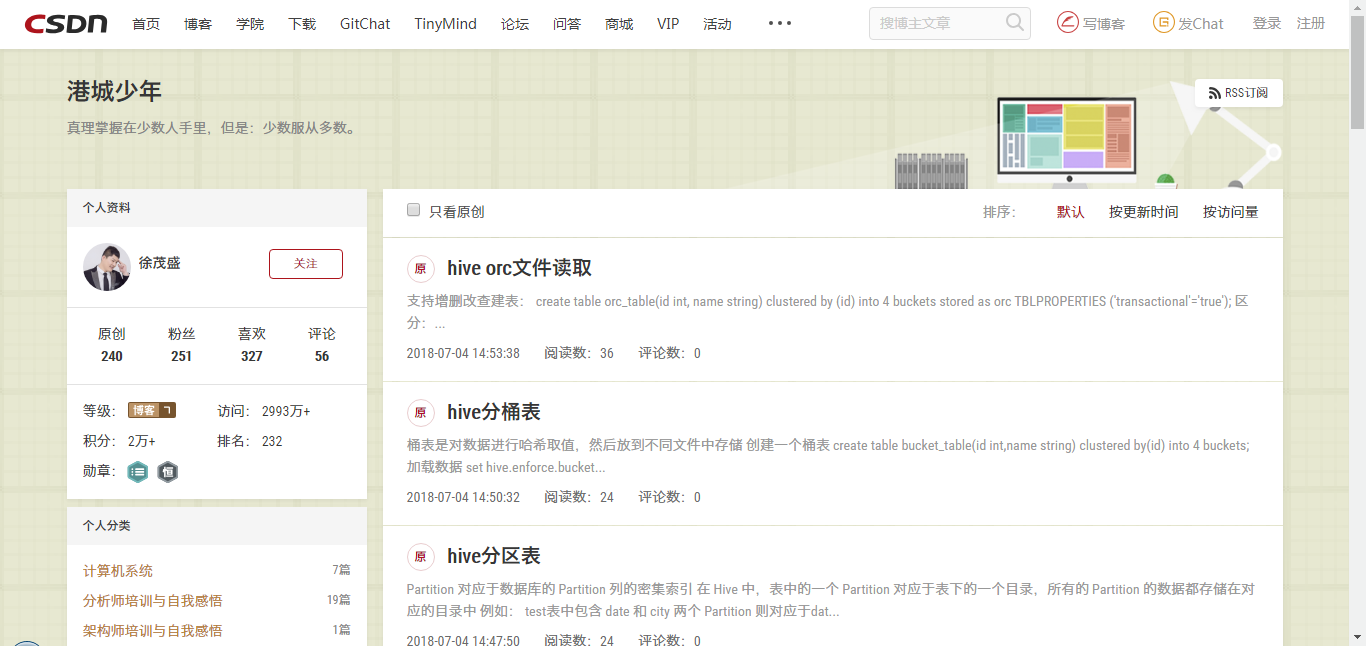 CSDN 首页 博客 学院 下载 GitChat TinyMind 论坛 问答 商城 VIP 活动 ••• 搜博主文章 写博客 发Chat 登录 注册
港城少年
真理掌握在少数人手里，但是：少数服从多数。
RSS订阅
个人资料
徐茂盛 关注
原创 粉丝 喜欢 评论
240 251 327 56
等级： 博客 7 访问： 2993万+
积分： 2万+ 排名： 232
勋章： 恒
个人分类
计算机系统 7篇
分析师培训与自我感悟 19篇
架构师培训与自我感悟 1篇
只看原创 排序： 默认 按更新时间 按访问量
原 hive orc文件读取
支持增删改查建表： create table orc_table(id int, name string) clustered by (id) into 4 buckets stored as orc TBLPROPERTIES ('transactional'='true'); 区
分：...
2018-07-04 14:53:38 阅读数：36 评论数：0
原 hive分桶表
桶表是对数据进行哈希取值，然后放到不同文件中存储 创建一个桶表 create table bucket_table(id int,name string) clustered by(id) into 4 buckets;
加载数据 set hive.enforce.bucket...
2018-07-04 14:50:32 阅读数：24 评论数：0
原 hive分区表
Partition 对应于数据库的 Partition 列的密集索引 在 Hive 中，表中的一个 Partition 对应于表下的一个目录，所有的 Partition 的数据都存储在对
应的目录中 例如： test表中包含 date 和 city 两个 Partition 则对应于dat...
2018-07-04 14:47:50 阅读数：24 评论数：0